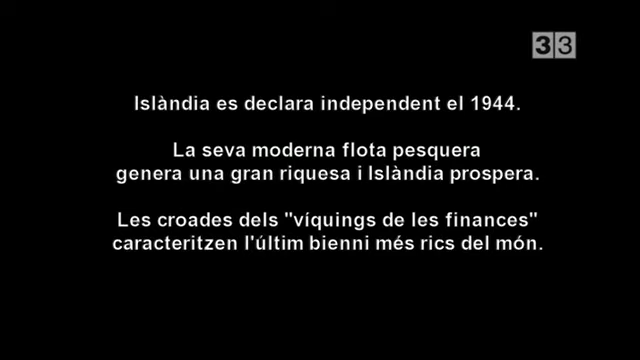 33
Islàndia es declara independent el 1944.
La seva moderna flota pesquera
genera una gran riquesa i Islàndia prospera.
Les croades dels "víquings de les finances"
caracteritzen l'últim bienni més rics del món.